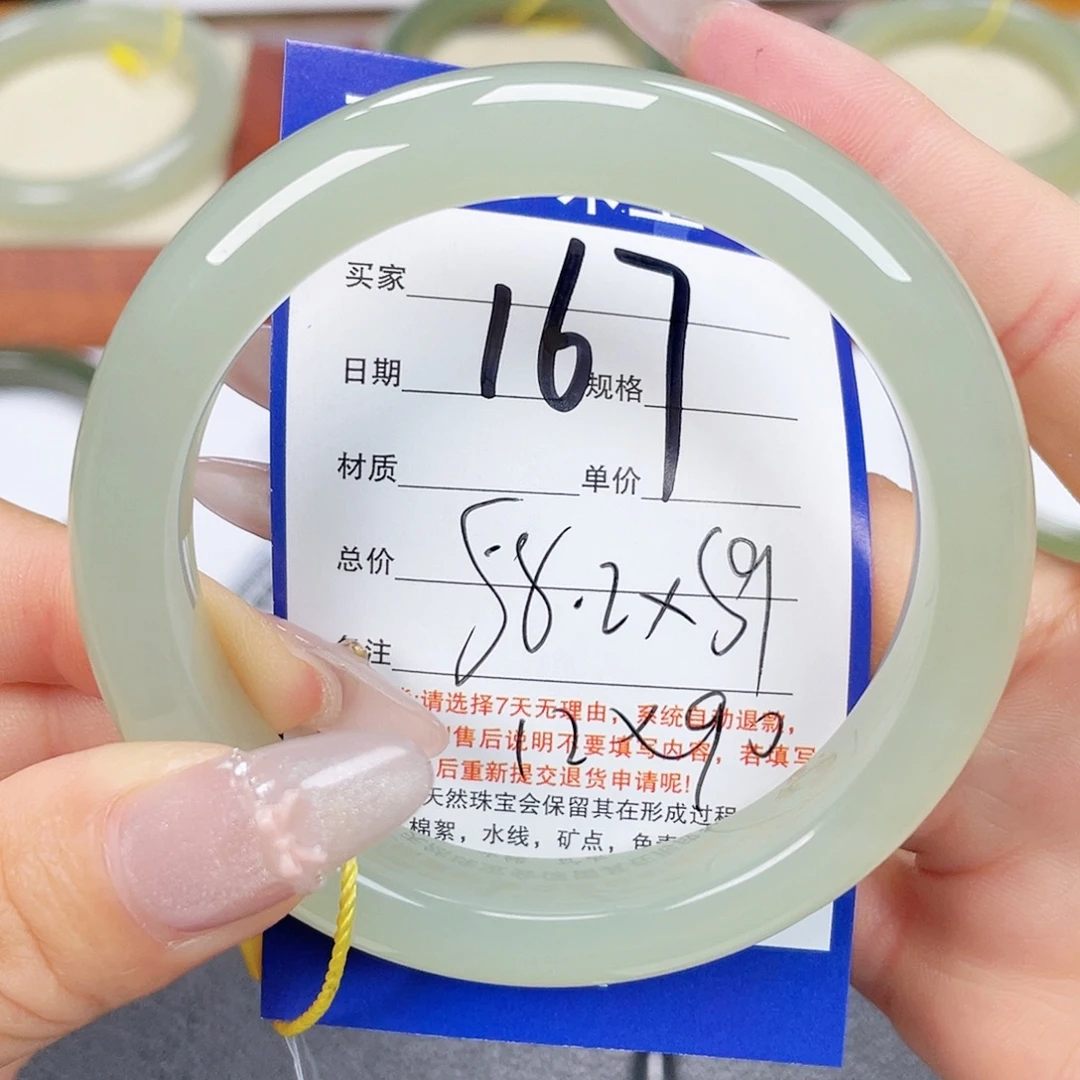 买家
167
日期 规格
材质 单价
总价
58.2×59
备注
请选择7天无理由，系统自动退款，
售后说明不要填写内容，若填写
后重新提交退货申请呢!
12×9
天然珠宝会保留其在形成过程
棉絮，水线，矿点，色